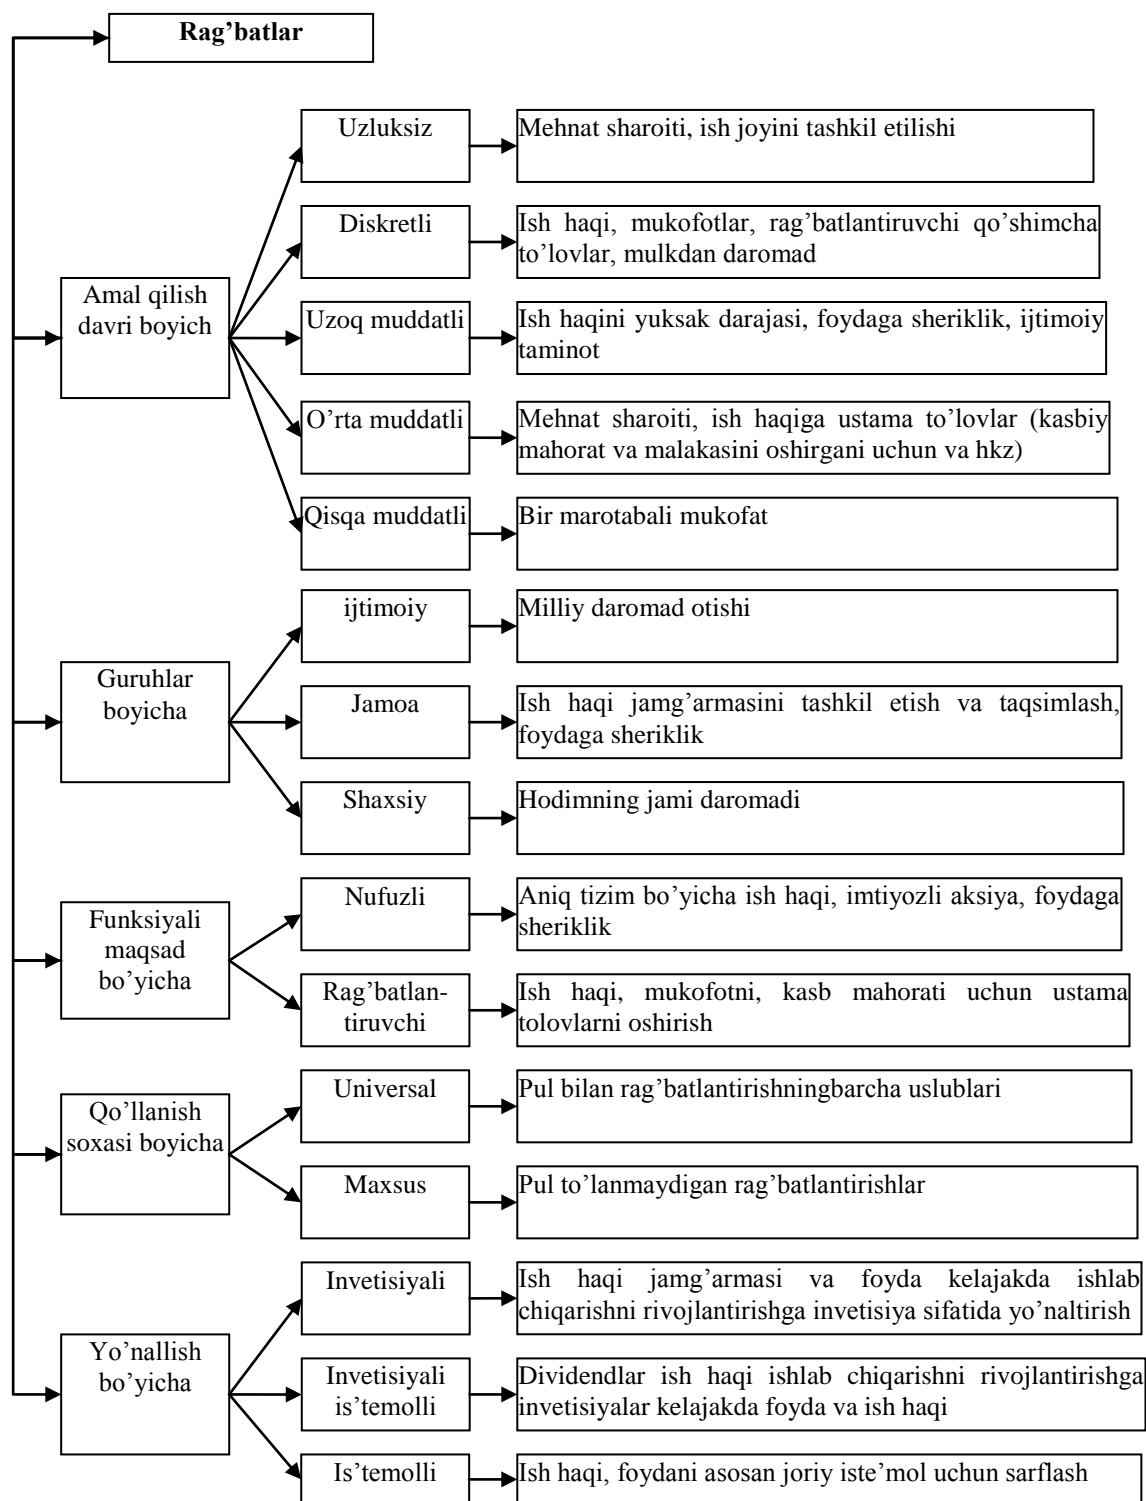 Rag’batlar
Uzluksiz
Mehnat sharoiti, ish joyini tashkil etilishi
Diskretli
Ish haqi, mukofotlar, rag’batlantiruvchi qo’shimcha
to’lovlar, mulkdan daromad
Amal qilish
davri boyich
Uzoq muddatli
Ish haqini yuksak darajasi, foydaga sheriklik, ijtimoiy
taminot
O’rta muddatli
Mehnat sharoiti, ish haqiga ustama to’lovlar (kasbiy
mahorat va malakasini oshirgani uchun va hkz)
Qisqa muddatli
Bir marotabali mukofat
ijtimoiy
Milliy daromad otishi
Guruhlar
boyicha
Jamoa
Ish haqi jamg’armasini tashkil etish va taqsimlash,
foydaga sheriklik
Shaxsiy
Hodimning jami daromadi
Nufuzli
Aniq tizim bo’yicha ish haqi, imtiyozli aksiya, foydaga
sheriklik
Funksiyali
maqsad
bo’yicha
Rag’batlan-
tiruvchi
Ish haqi, mukofotni, kasb mahorati uchun ustama
tolovlarni oshirish
Universal
Pul bilan rag’batlantirishningbarcha uslublari
Qo’llanish
soxasi boyicha
Maxsus
Pul to’lanmaydigan rag’batlantirishlar
Invetisiyali
Ish haqi jamg’armasi va foyda kelajakda ishlab
chiqarishni rivojlantirishga invetisiya sifatida yo’naltirish
Yo’nallish
bo’yicha
Invetisiyali
is’temolli
Dividendlar ish haqi ishlab chiqarishni rivojlantirishga
invetisiyalar kelajakda foyda va ish haqi
Is’temolli
Ish haqi, foydani asosan joriy iste’mol uchun sarflash